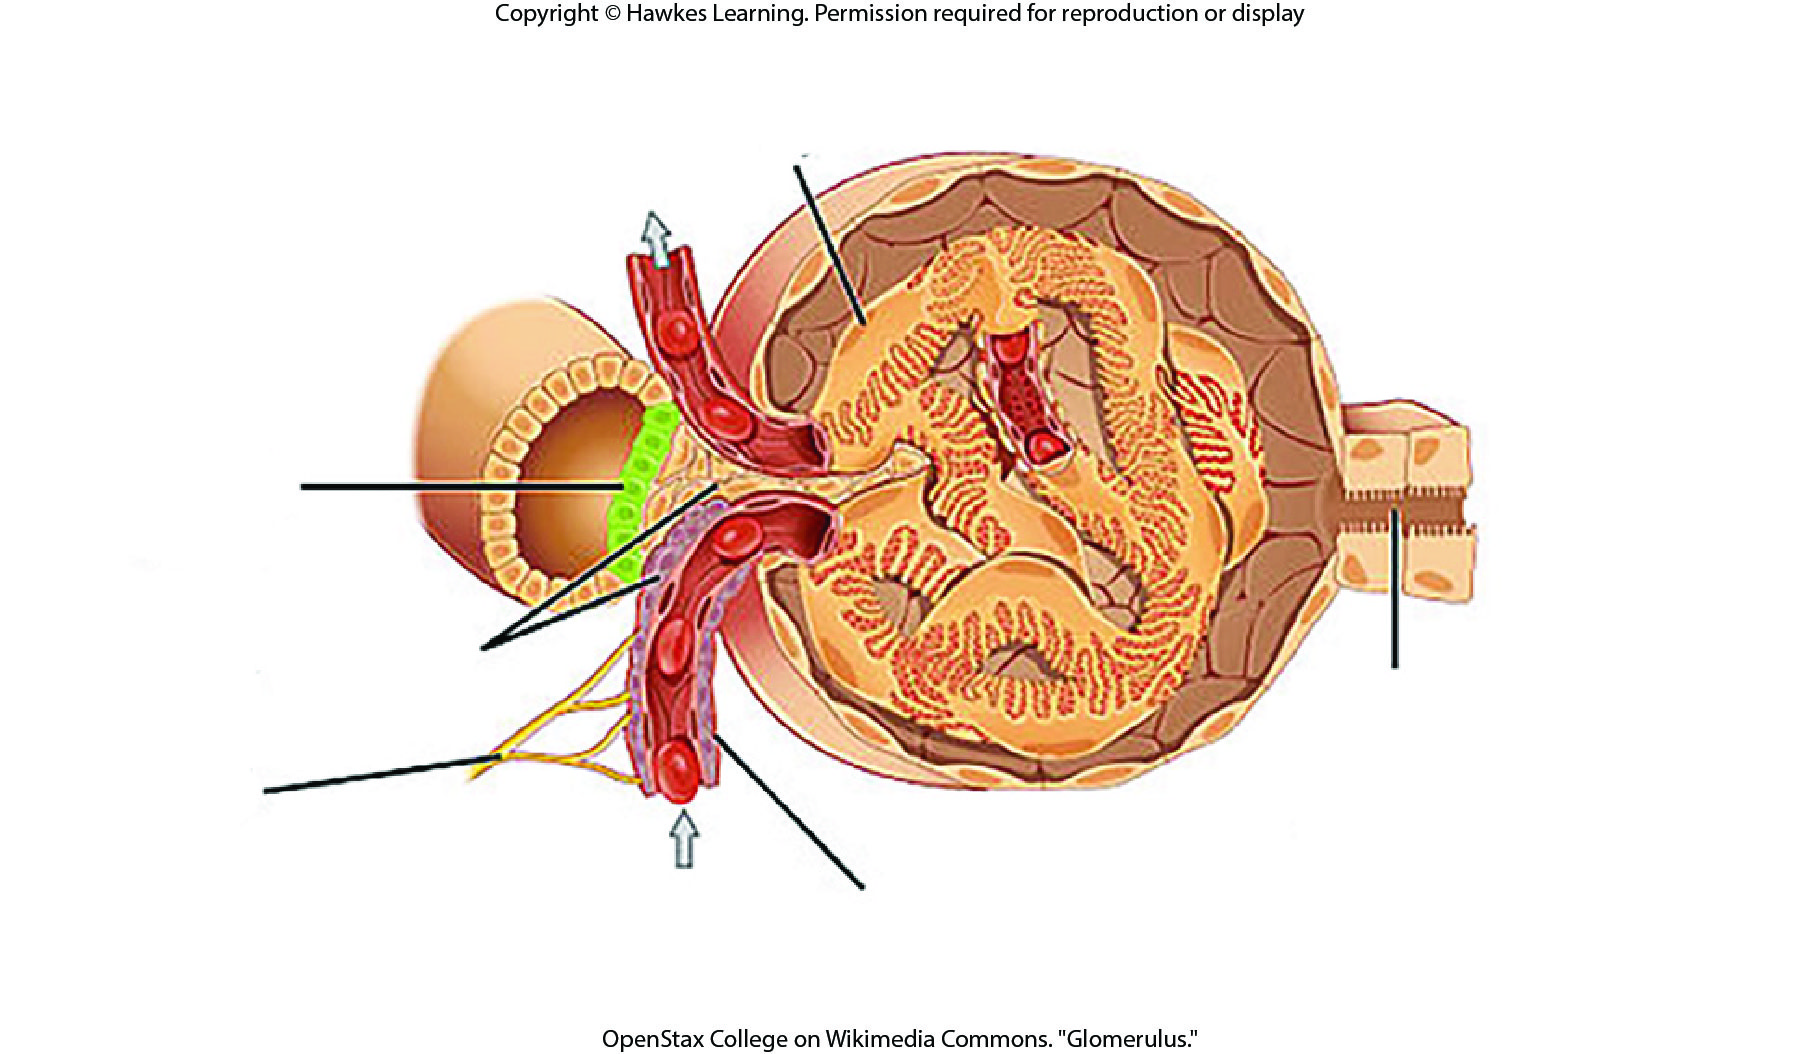 Copyright © Hawkes Learning. Permission required for reproduction or display
OpenStax College on Wikimedia Commons. "Glomerulus."